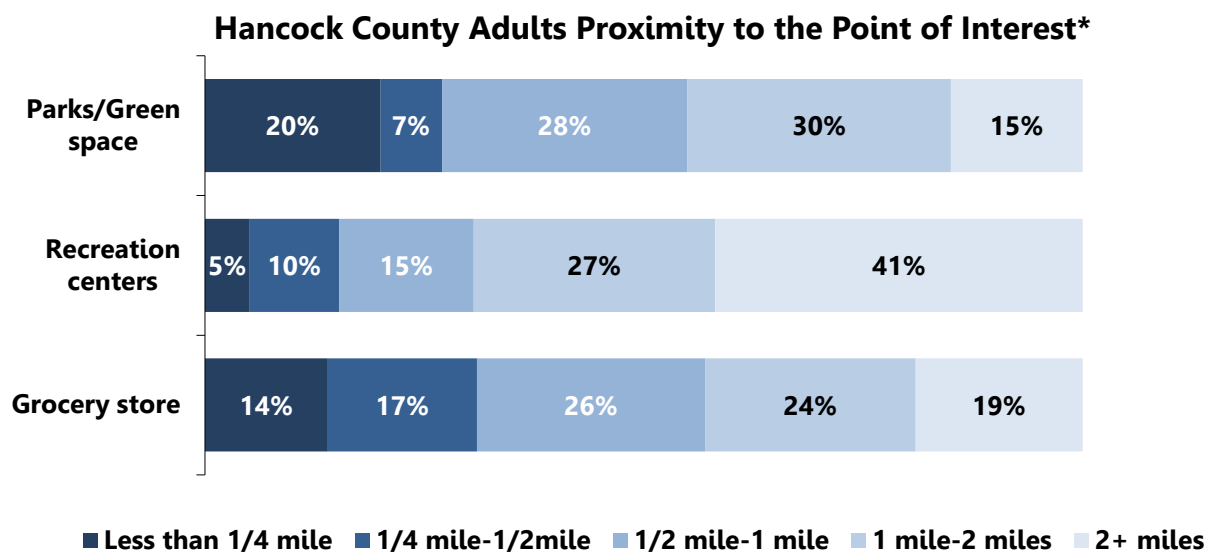 Hancock County Adults Proximity to the Point of Interest*
Parks/Green
space
20% 7% 28% 30% 15%
Recreation
centers
5% 10% 15% 27% 41%
Grocery store
14% 17% 26% 24% 19%
Less than 1/4 mile 1/4 mile-1/2mile 1/2 mile-1 mile 1 mile-2 miles 2+ miles